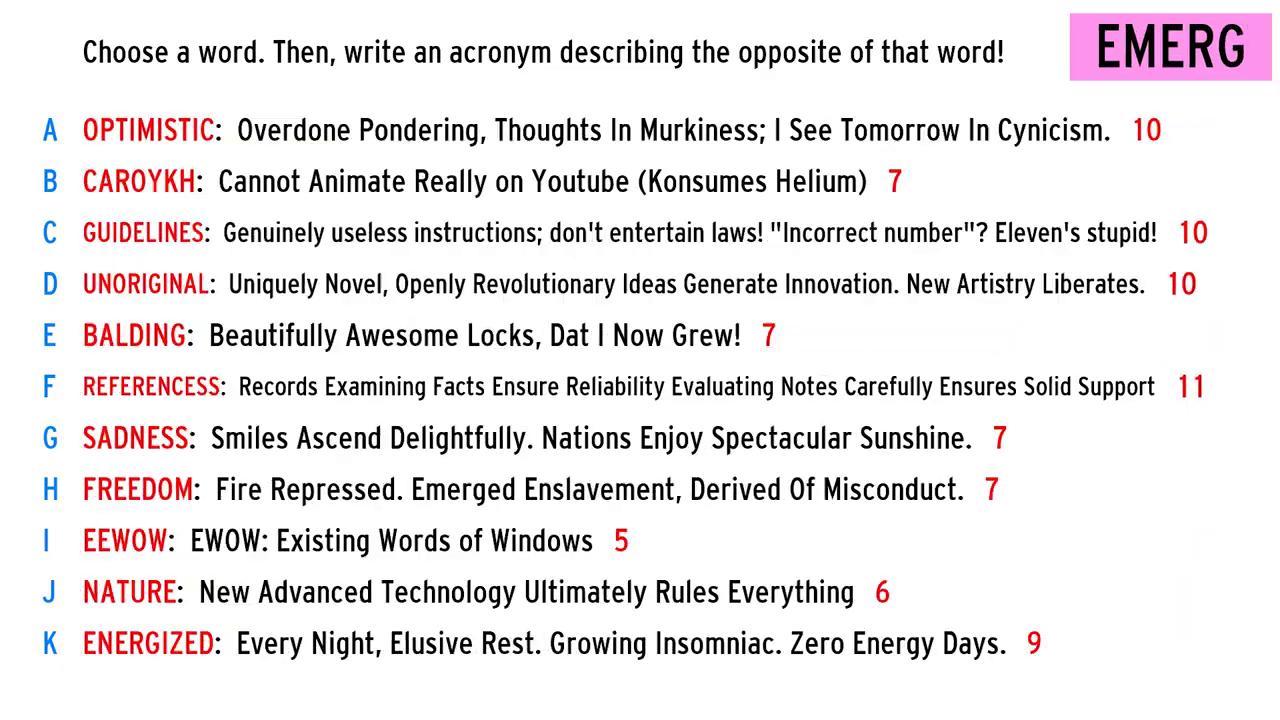 Choose a word. Then, write an acronym describing the opposite of that word!
EMERG
A OPTIMISTIC: Overdone Pondering, Thoughts In Murkiness; I See Tomorrow In Cynicism. 10
B CAROYKH: Cannot Animate Really on Youtube (Konsumes Helium) 7
C GUIDELINES: Genuinely useless instructions; don't entertain laws! "Incorrect number"? Eleven's stupid! 10
D UNORIGINAL: Uniquely Novel, Openly Revolutionary Ideas Generate Innovation. New Artistry Liberates. 10
E BALDING: Beautifully Awesome Locks, Dat I Now Grew! 7
F REFERENCESS: Records Examining Facts Ensure Reliability Evaluating Notes Carefully Ensures Solid Support 11
G SADNESS: Smiles Ascend Delightfully. Nations Enjoy Spectacular Sunshine. 7
H FREEDOM: Fire Repressed. Emerged Enslavement, Derived Of Misconduct. 7
I EEWOW: EWOW: Existing Words of Windows 5
J NATURE: New Advanced Technology Ultimately Rules Everything 6
K ENERGIZED: Every Night, Elusive Rest. Growing Insomniac. Zero Energy Days. 9